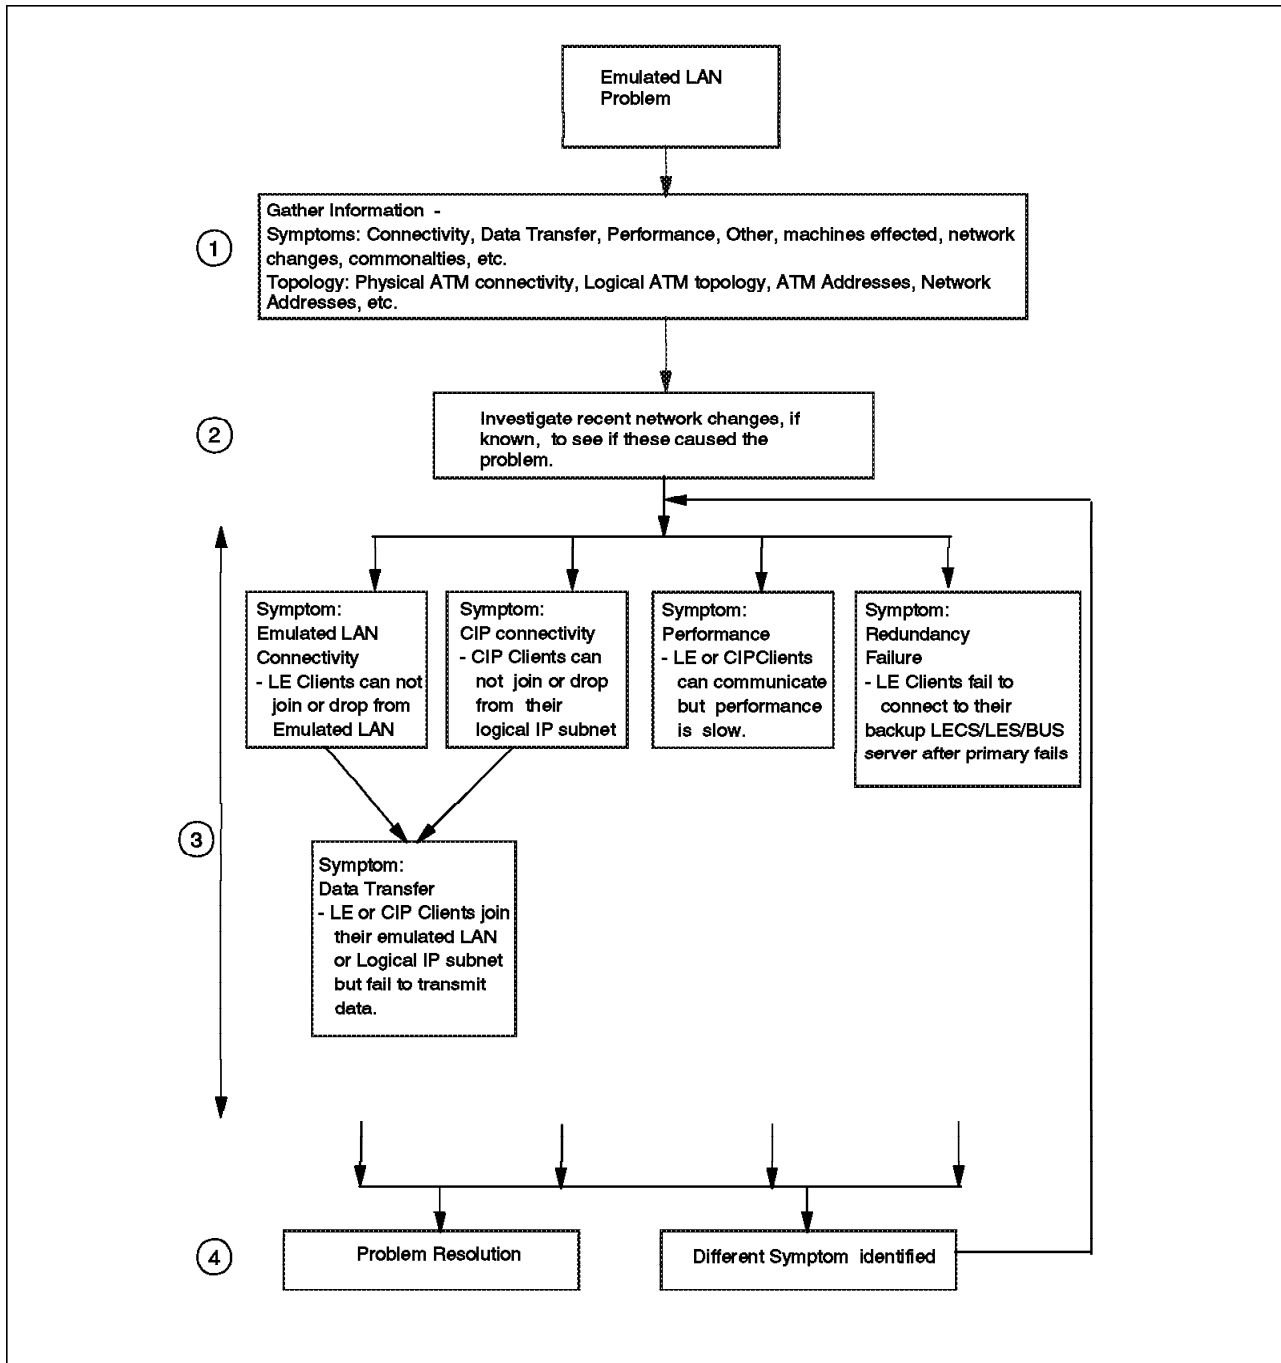 Emulated LAN
Problem
1
Gather Information -
Symptoms: Connectivity, Data Transfer, Performance, Other, machines effected, network
changes, commonalties, etc.
Topology: Physical ATM connectivity, Logical ATM topology, ATM Addresses, Network
Addresses, etc.
2
Investigate recent network changes, if
known, to see if these caused the
problem.
3
Symptom:
Emulated LAN
Connectivity
- LE Clients can not
join or drop from
Emulated LAN
Symptom:
CIP connectivity
- CIP Clients can
not join or drop
from their
logical IP subnet
Symptom:
Performance
- LE or CIPClients
can communicate
but performance
is slow.
Symptom:
Redundancy
Failure
- LE Clients fail to
connect to their
backup LECS/LES/BUS
server after primary fails
Symptom:
Data Transfer
- LE or CIP Clients join
their emulated LAN
or Logical IP subnet
but fail to transmit
data.
4
Problem Resolution
Different Symptom identified